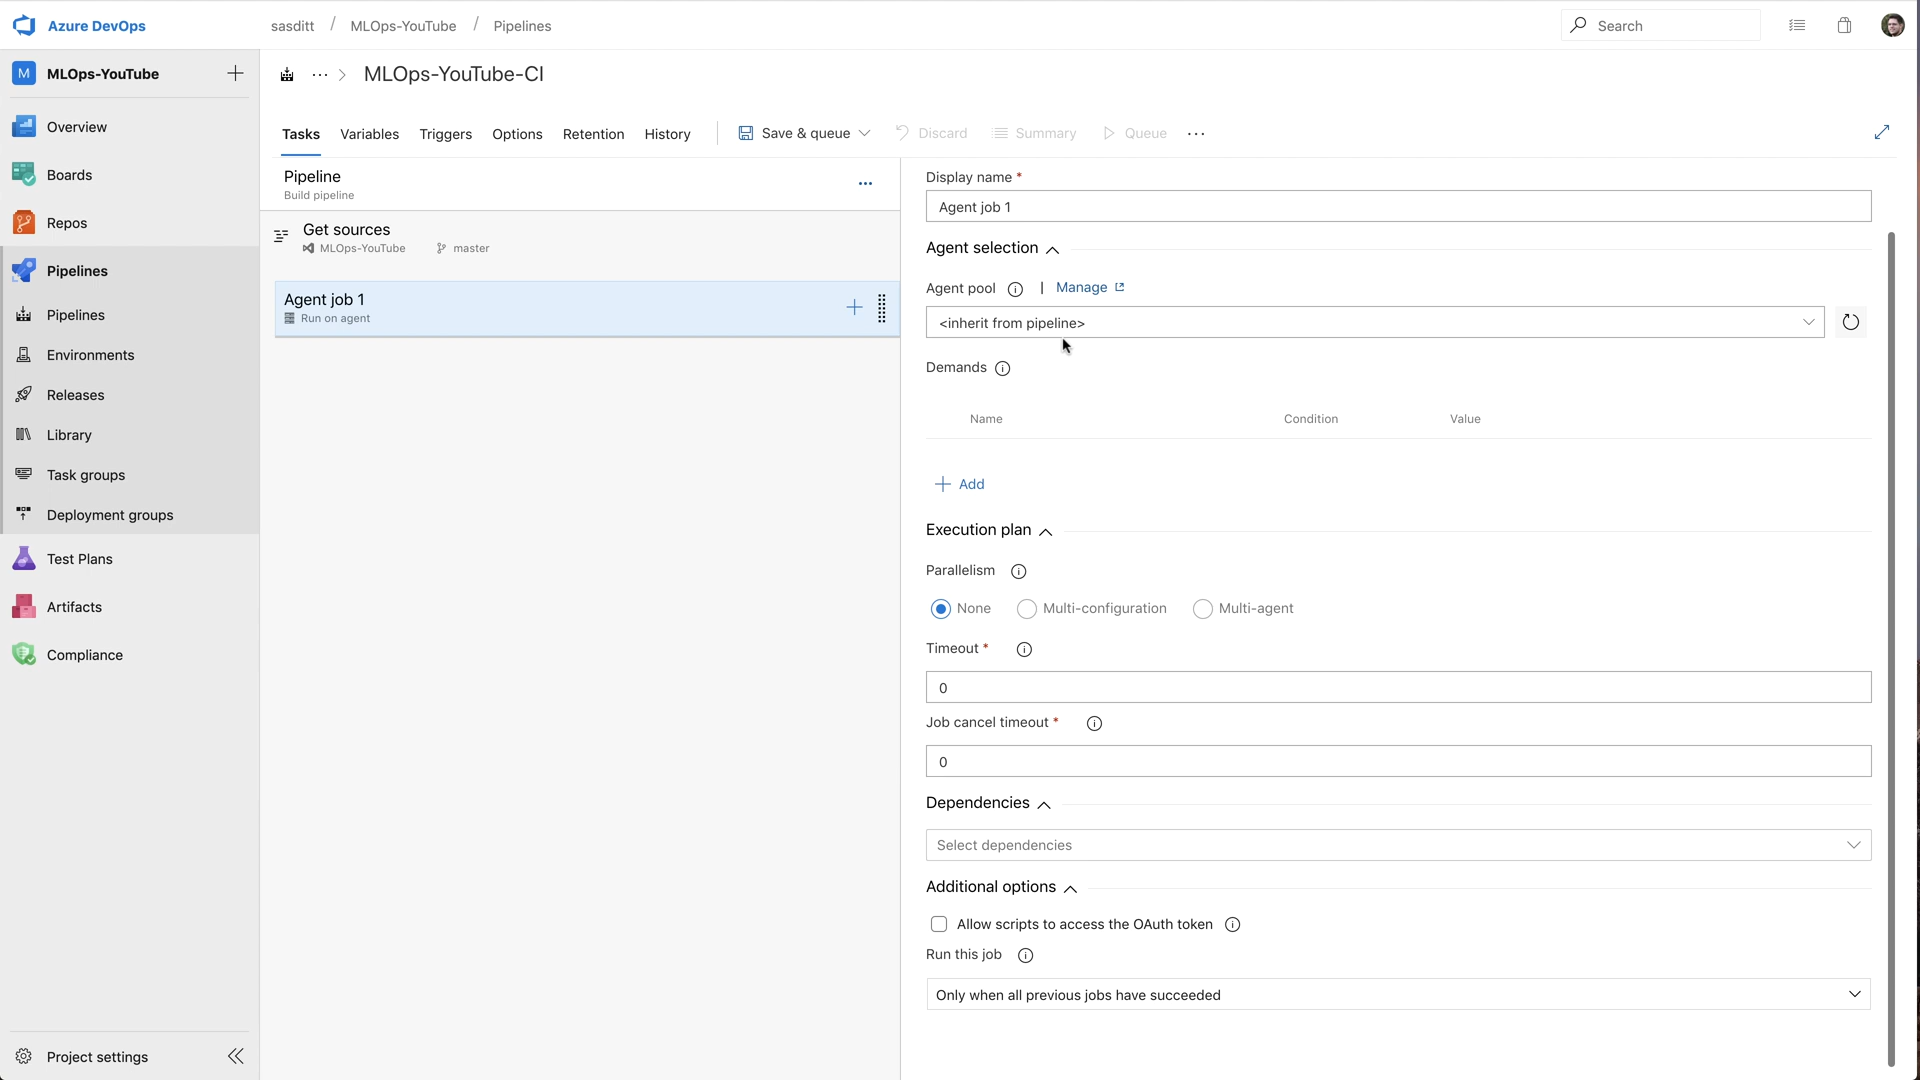 Azure DevOps
sasditt / MLOps-YouTube / Pipelines
Search
M MLOps-YouTube
Overview
Boards
Repos
Pipelines
Pipelines
Environments
Releases
Library
Task groups
Deployment groups
Test Plans
Artifacts
Compliance
Project settings
MLOps-YouTube-CI
Tasks Variables Triggers Options Retention History Save & queue Discard Summary Queue
Pipeline
Build pipeline
Get sources
MLOps-YouTube master
Agent job 1
Run on agent
Display name *
Agent job 1
Agent selection
Agent pool | Manage
<inherit from pipeline>
Demands
Name Condition Value
Add
Execution plan
Parallelism
None Multi-configuration Multi-agent
Timeout *
0
Job cancel timeout *
0
Dependencies
Select dependencies
Additional options
Allow scripts to access the OAuth token
Run this job
Only when all previous jobs have succeeded